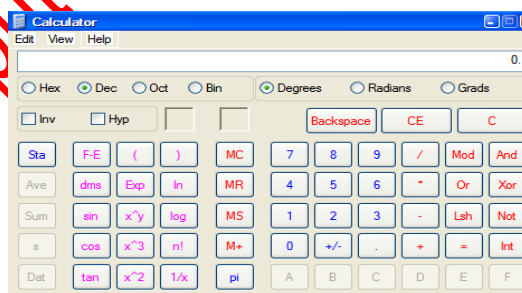 Calculator
Edit View Help
0.
Hex Dec Oct Bin Degrees Radians Grads
Inv Hyp Backspace CE C
Sta F-E ( ) MC 7 8 9 / Mod And
Ave dms Exp ln MR 4 5 6 * Or Xor
Sum sin x^y log MS 1 2 3 - Lsh Not
s cos x^3 n! M+ 0 +/- . + = Int
Dat tan x^2 1/x pi A B C D E F